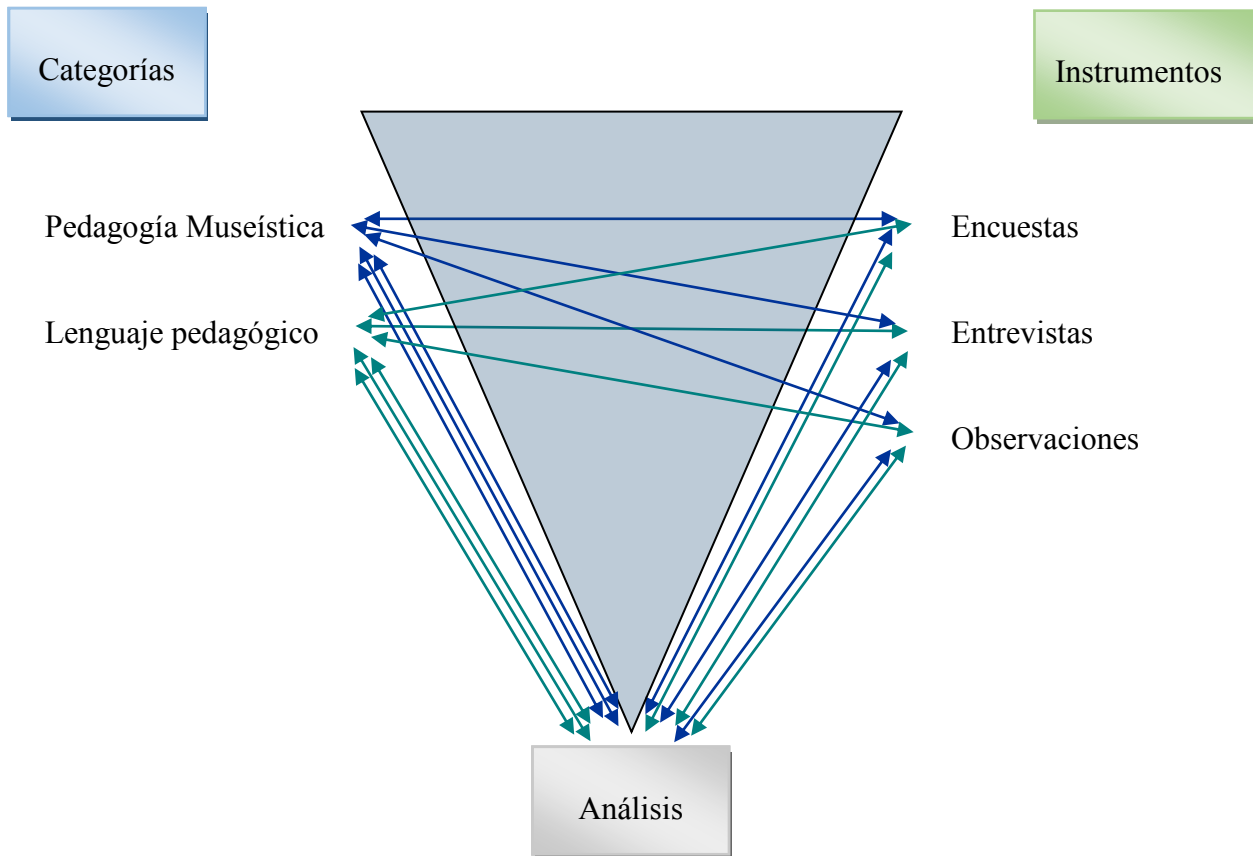 Categorías
Instrumentos
Pedagogía Museística
Encuestas
Lenguaje pedagógico
Entrevistas
Observaciones
Análisis